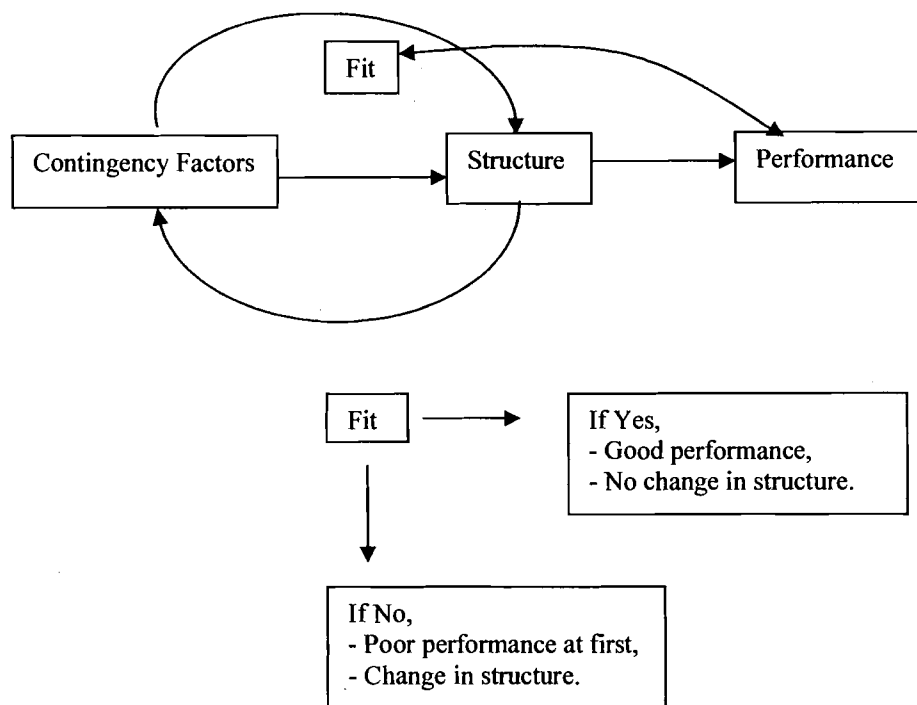 Fit
Contingency Factors
Structure
Performance
Fit
If Yes,
- Good performance,
- No change in structure.
If No,
- Poor performance at first,
- Change in structure.